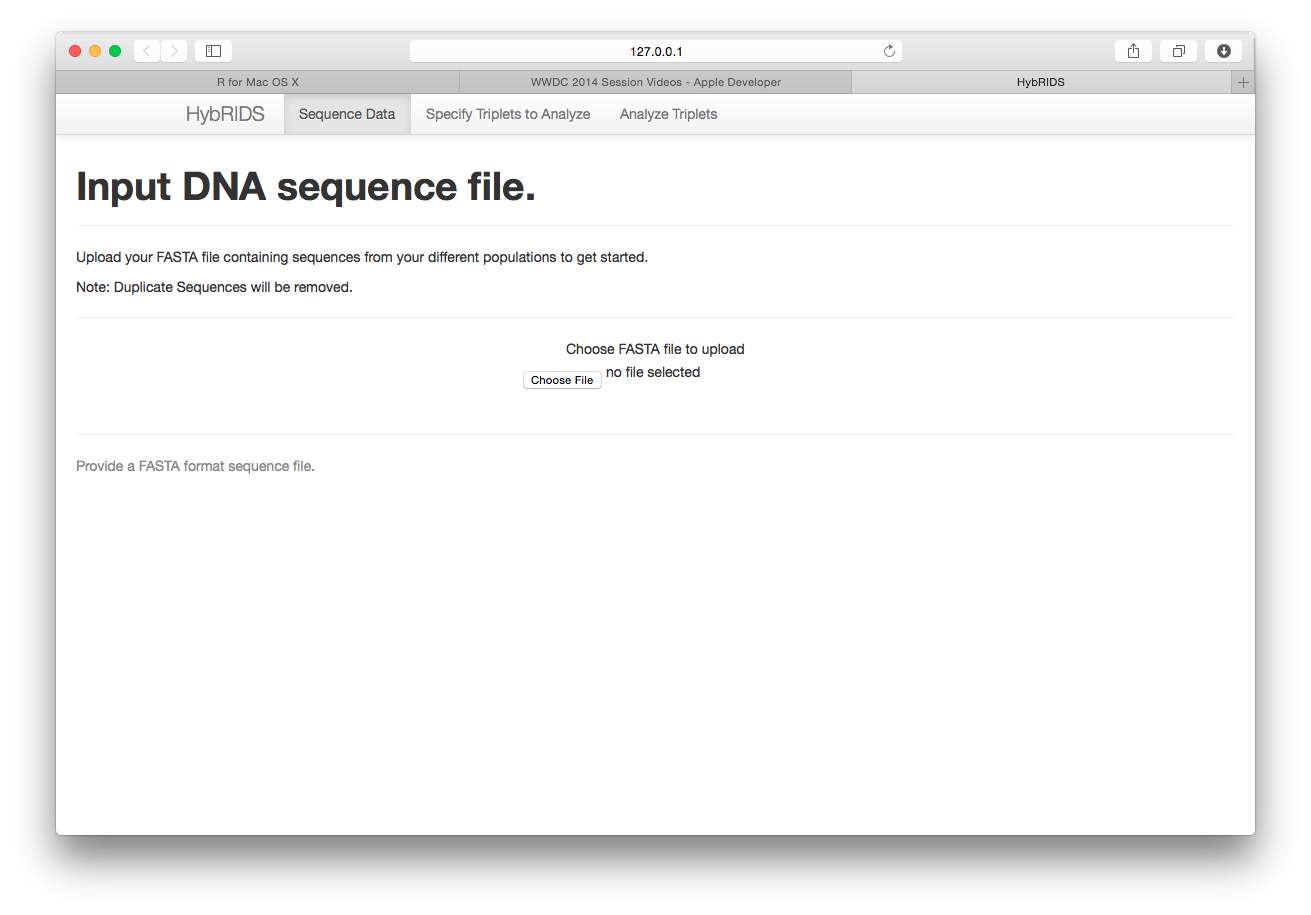 127.0.0.1
R for Mac OS X
WWDC 2014 Session Videos - Apple Developer
HybRIDS
HybRIDS
Sequence Data
Specify Triplets to Analyze
Analyze Triplets
Input DNA sequence file.
Upload your FASTA file containing sequences from your different populations to get started.
Note: Duplicate Sequences will be removed.
Choose FASTA file to upload
Choose File no file selected
Provide a FASTA format sequence file.